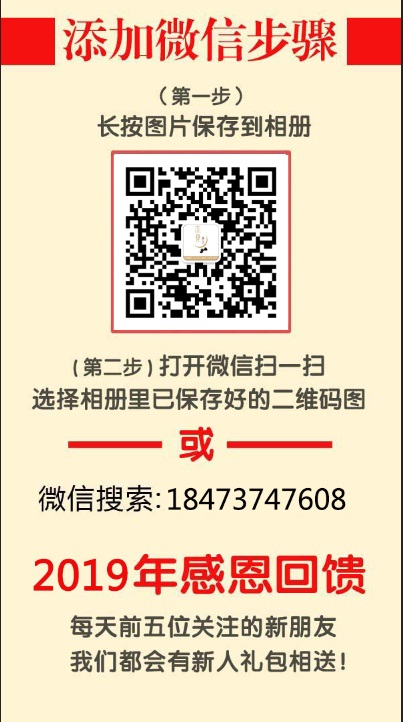 添加微信步骤
（第一步）
长按图片保存到相册
（第二步）打开微信扫一扫
选择相册里已保存好的二维码图
或
微信搜索:18473747608
2019年感恩回馈
每天前五位关注的新朋友
我们都会有新人礼包相送!